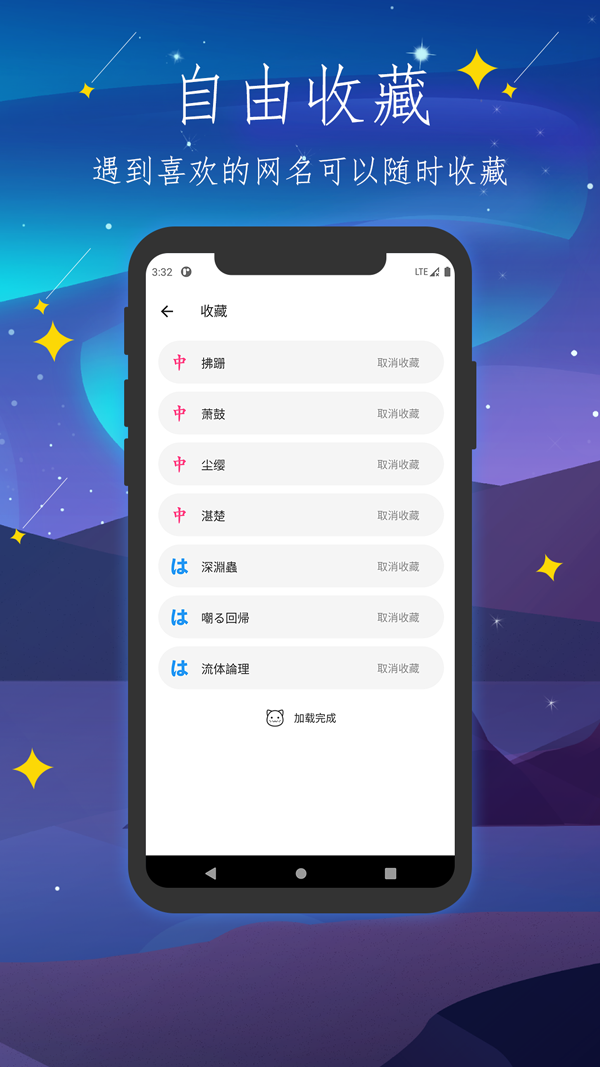 自由收藏
遇到喜欢的网名可以随时收藏
3:32 LTE
收藏
中 拂珊 取消收藏
中 萧鼓 取消收藏
中 尘缨 取消收藏
中 湛楚 取消收藏
は 深淵蟲 取消收藏
は 嘲る回帰 取消收藏
は 流体論理 取消收藏
加载完成